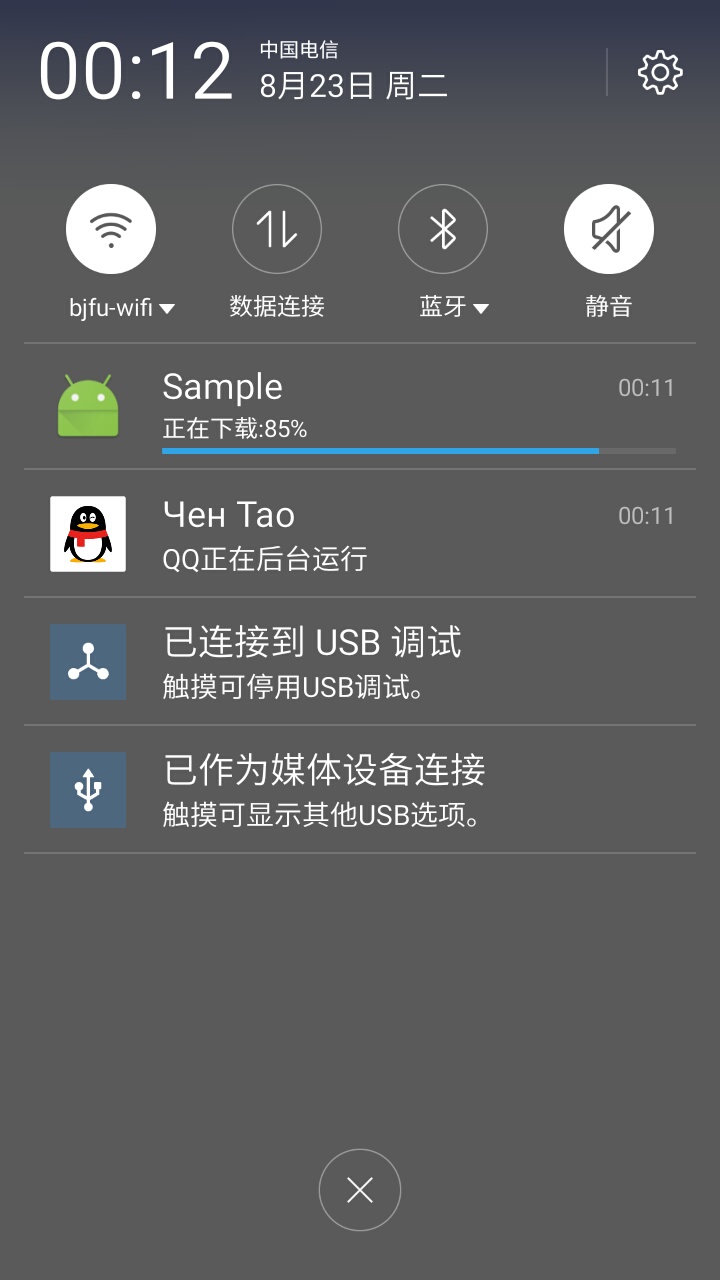 00:12
中国电信
8月23日 周二
bjfu-wifi
数据连接
蓝牙
静音
Sample
00:11
正在下载:85%
Чен Тао
00:11
QQ正在后台运行
已连接到 USB 调试
触摸可停用USB调试。
已作为媒体设备连接
触摸可显示其他USB选项。